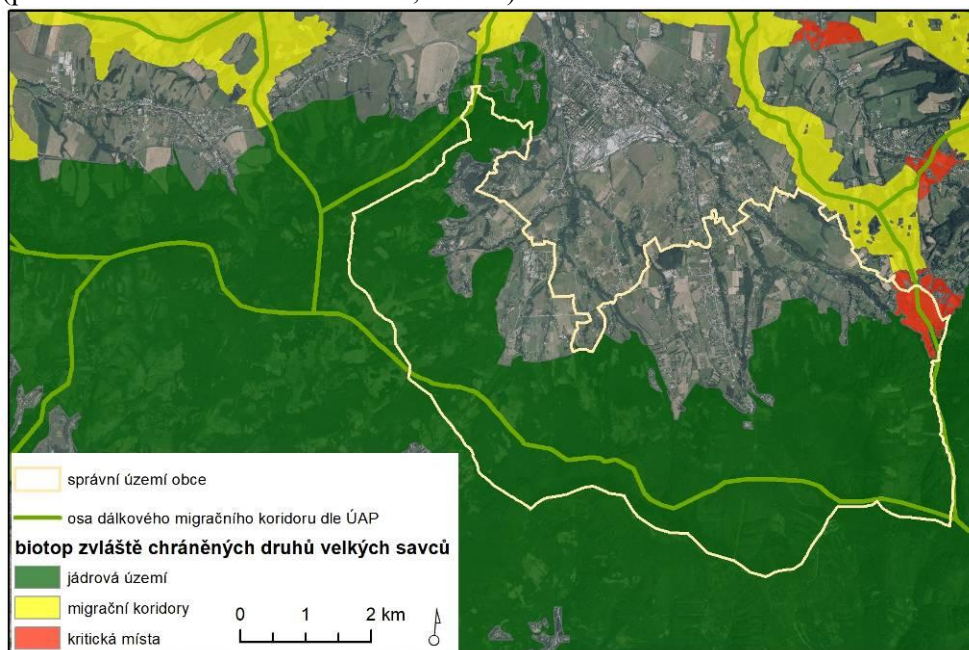 správní území obce
osa dálkového migračního koridoru dle ÚAP
biotop zvláště chráněných druhů velkých savců
jádrová území
migrační koridory
kritická místa
0 1 2 km